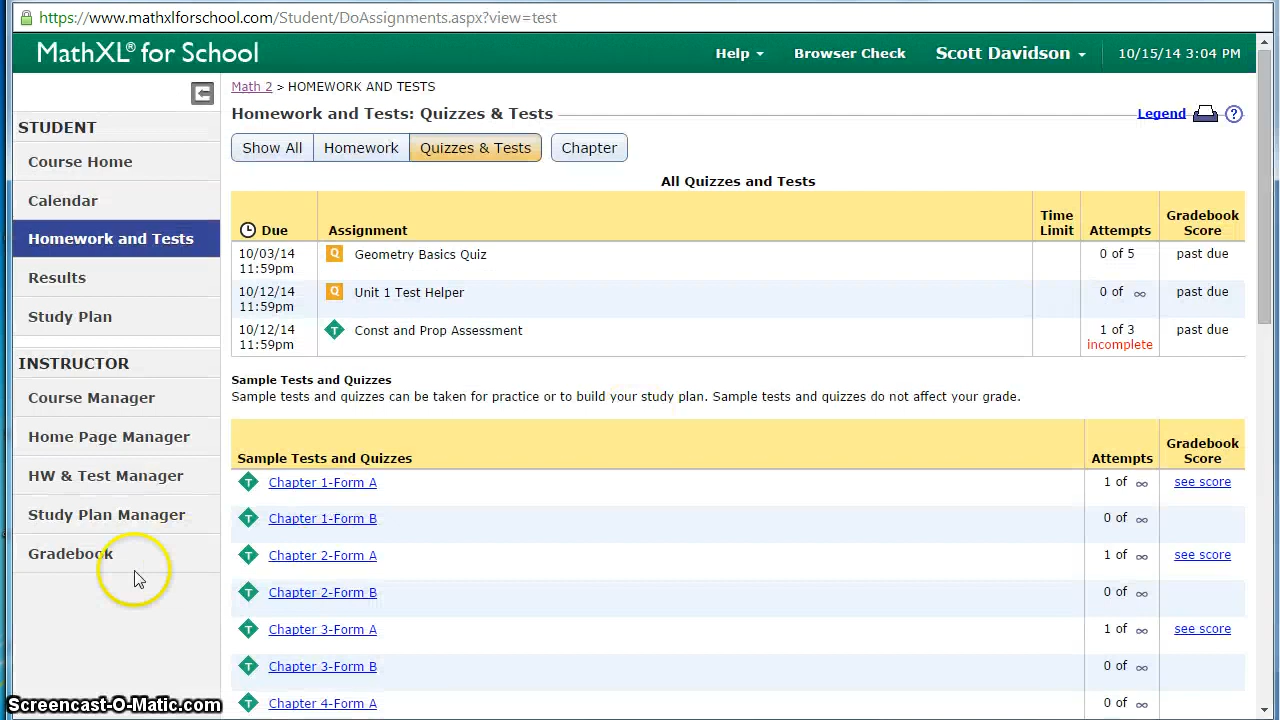 https://www.mathxlforschool.com/Student/DoAssignments.aspx?view=test
MathXL® for School
Help
Browser Check
Scott Davidson
10/15/14 3:04 PM
Math 2 > HOMEWORK AND TESTS
Homework and Tests: Quizzes & Tests
Legend
?
Show All
Homework
Quizzes & Tests
Chapter
STUDENT
Course Home
Calendar
Homework and Tests
Results
Study Plan
INSTRUCTOR
Course Manager
Home Page Manager
HW & Test Manager
Study Plan Manager
Gradebook
All Quizzes and Tests
Due
Assignment
Time Limit
Attempts
Gradebook Score
10/03/14 11:59pm Q Geometry Basics Quiz 0 of 5 past due
10/12/14 11:59pm Q Unit 1 Test Helper 0 of ∞ past due
10/12/14 11:59pm T Const and Prop Assessment 1 of 3 incomplete past due
Sample Tests and Quizzes
Sample tests and quizzes can be taken for practice or to build your study plan. Sample tests and quizzes do not affect your grade.
Sample Tests and Quizzes
Attempts
Gradebook Score
T Chapter 1-Form A 1 of ∞ see score
T Chapter 1-Form B 0 of ∞
T Chapter 2-Form A 1 of ∞ see score
T Chapter 2-Form B 0 of ∞
T Chapter 3-Form A 1 of ∞ see score
T Chapter 3-Form B 0 of ∞
T Chapter 4-Form A 0 of ∞
Screencast-O-Matic.com